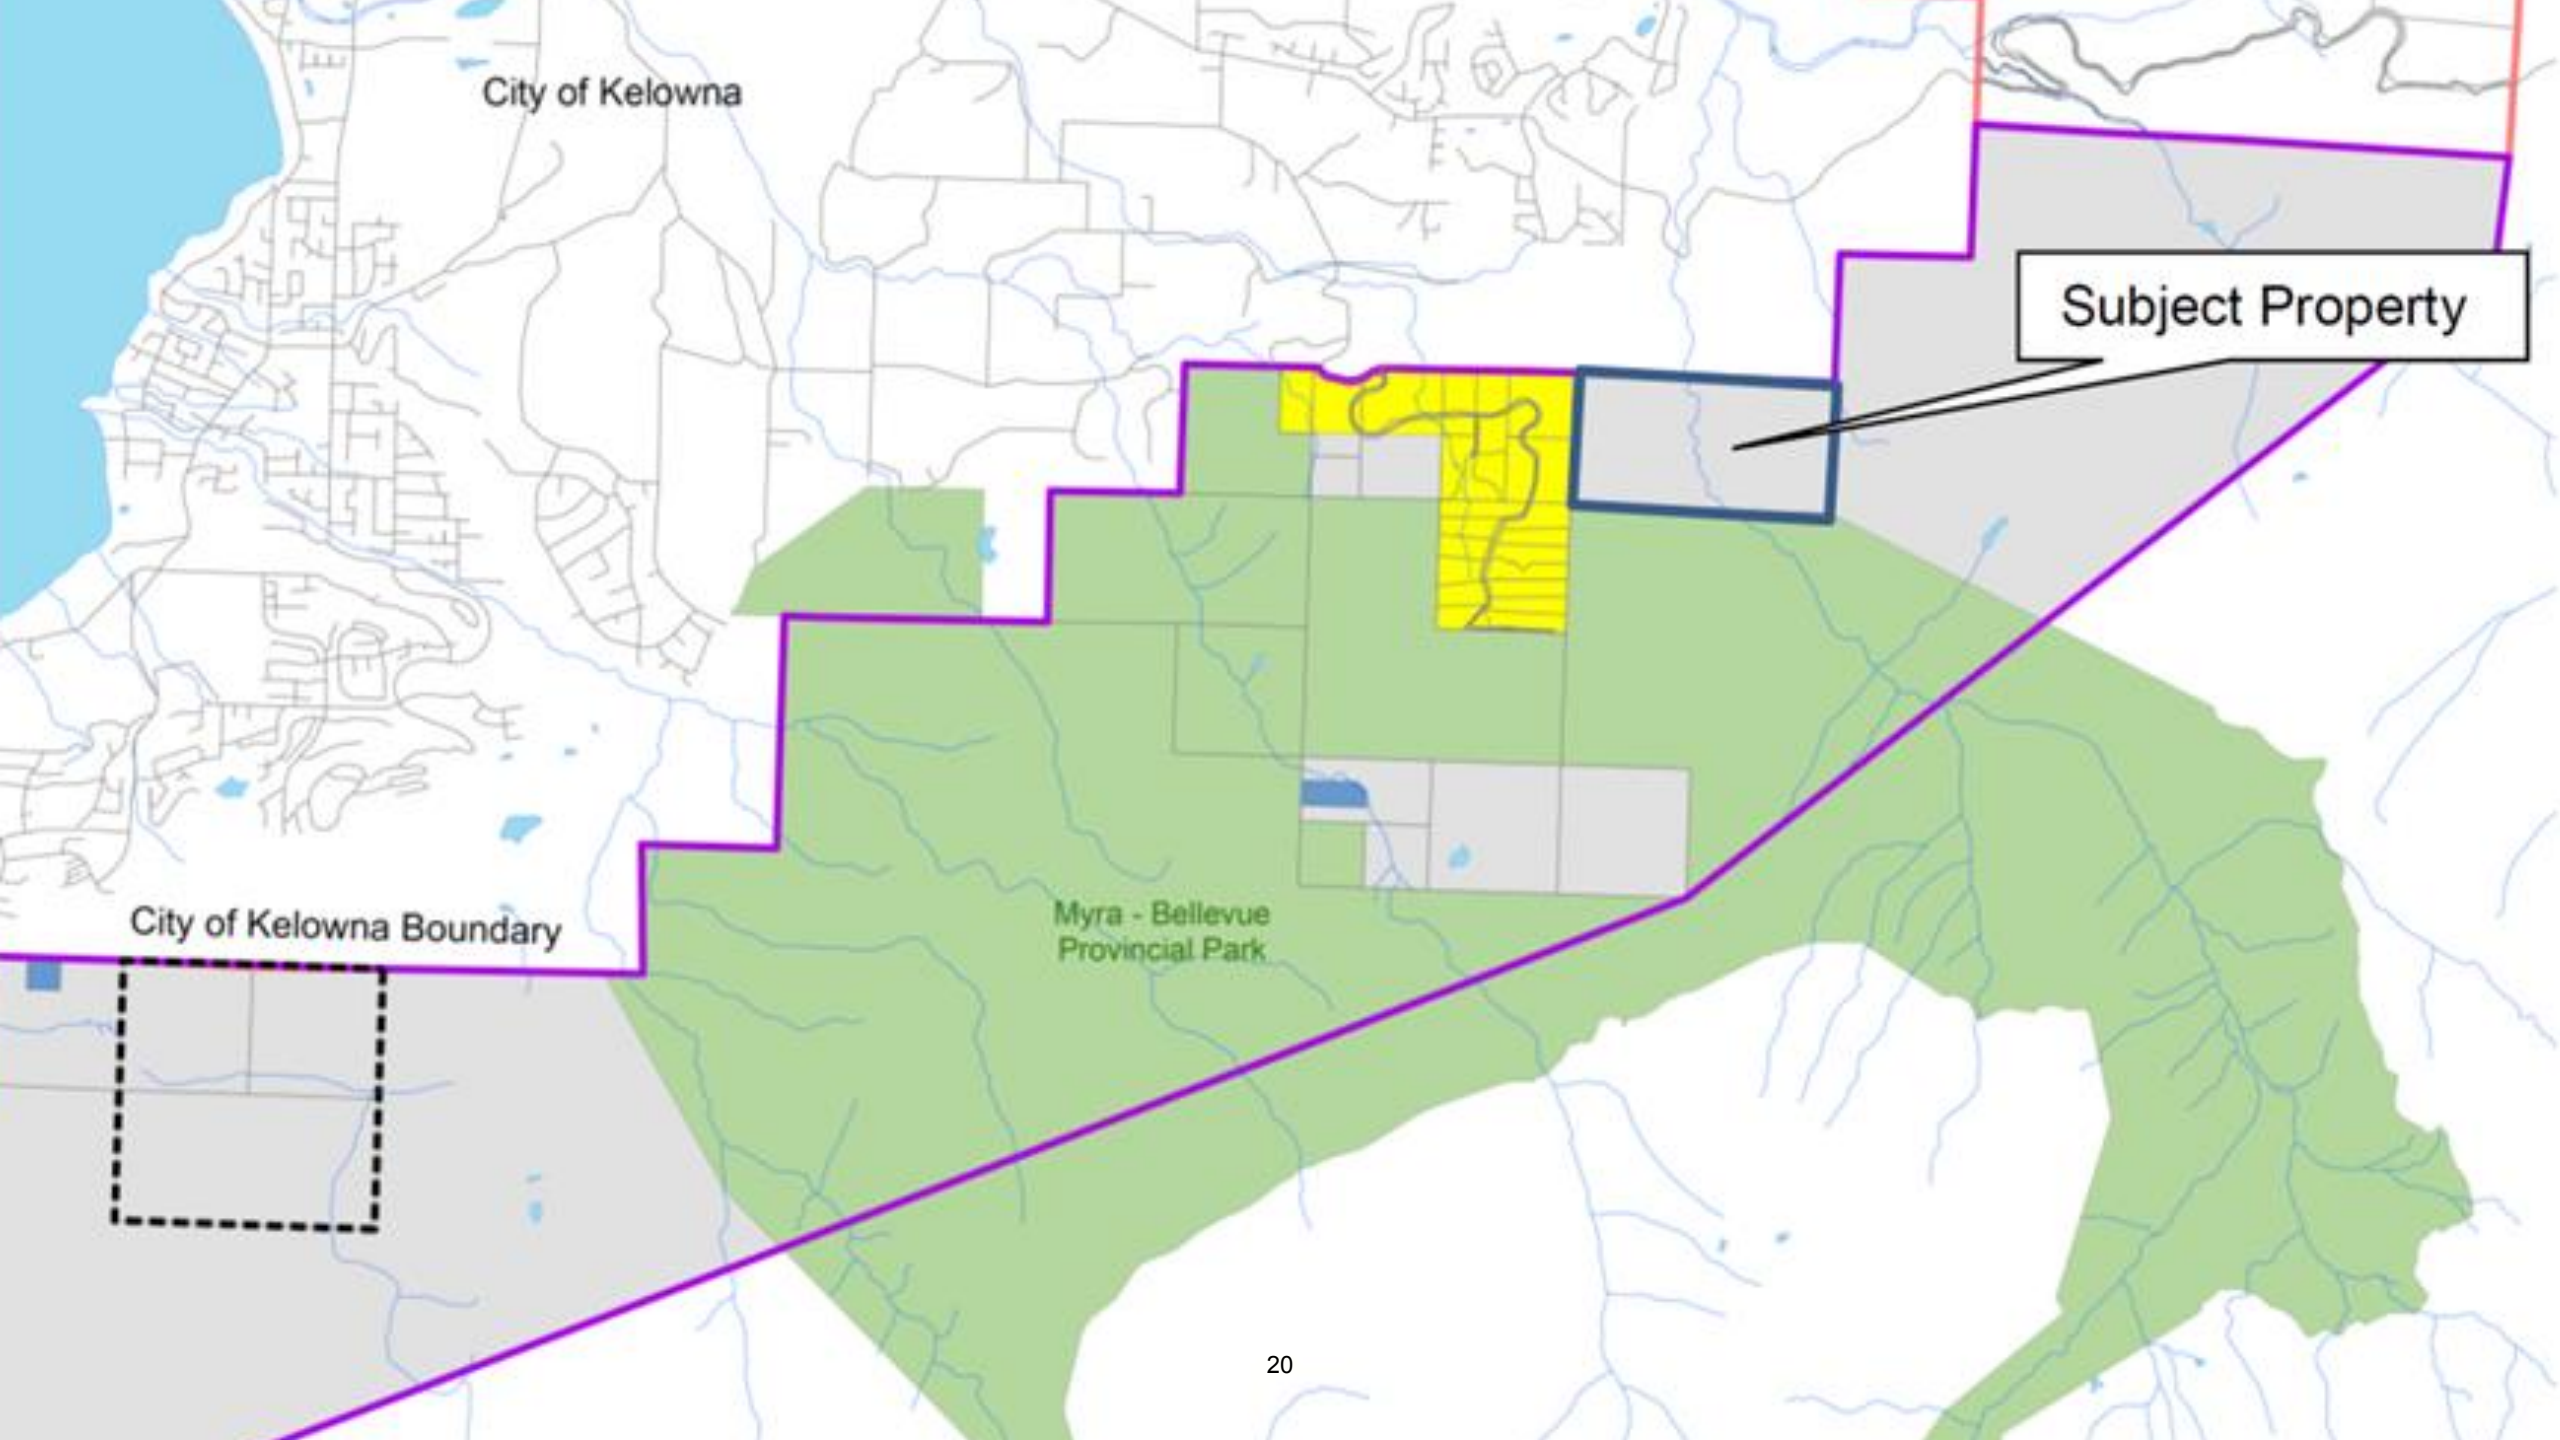 City of Kelowna
Subject Property
City of Kelowna Boundary
Myra - Bellevue
Provincial Park
20